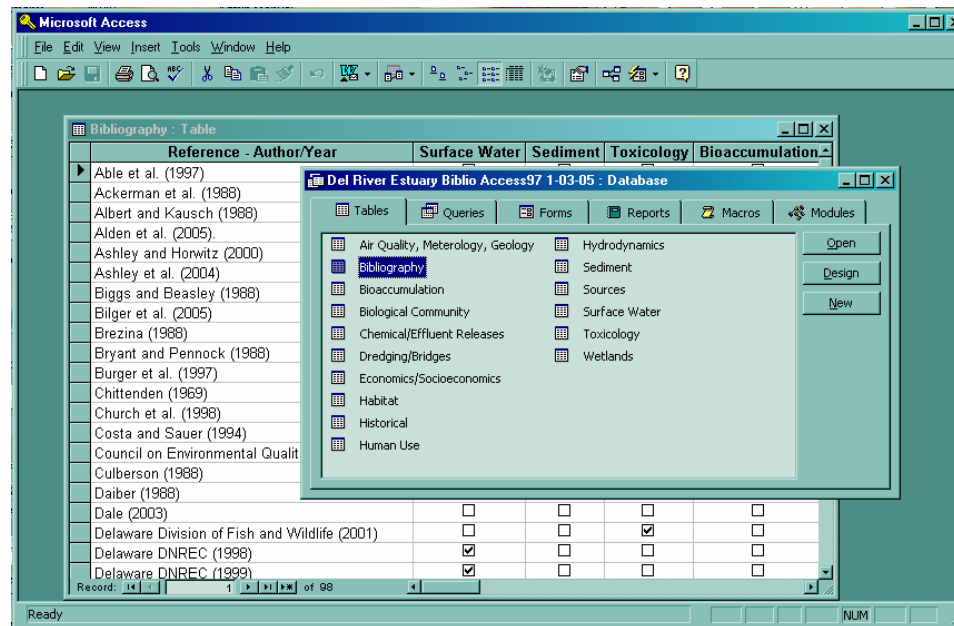 Microsoft Access
File Edit View Insert Tools Window Help
Bibliography : Table
Reference - Author/Year Surface Water Sediment Toxicology Bioaccumulation
Able et al. (1997)
Ackerman et al. (1988)
Albert and Kausch (1988)
Alden et al. (2005).
Ashley and Horwitz (2000)
Ashley et al. (2004)
Biggs and Beasley (1988)
Bilger et al. (2005)
Brezina (1988)
Bryant and Pennock (1988)
Burger et al. (1997)
Chittenden (1969)
Church et al. (1998)
Costa and Sauer (1994)
Council on Environmental Qualit
Culberson (1988)
Daiber (1988)
Dale (2003)
Delaware Division of Fish and Wildlife (2001)
Delaware DNREC (1998)
Delaware DNREC (1999)
Record: 1 of 98
Del River Estuary Biblio Access97 1-03-05 : Database
Tables Queries Forms Reports Macros Modules
Air Quality, Meterology, Geology
Bibliography
Bioaccumulation
Biological Community
Chemical/Effluent Releases
Dredging/Bridges
Economics/Socioeconomics
Habitat
Historical
Human Use
Hydrodynamics
Sediment
Sources
Surface Water
Toxicology
Wetlands
Open
Design
New
Ready NUM